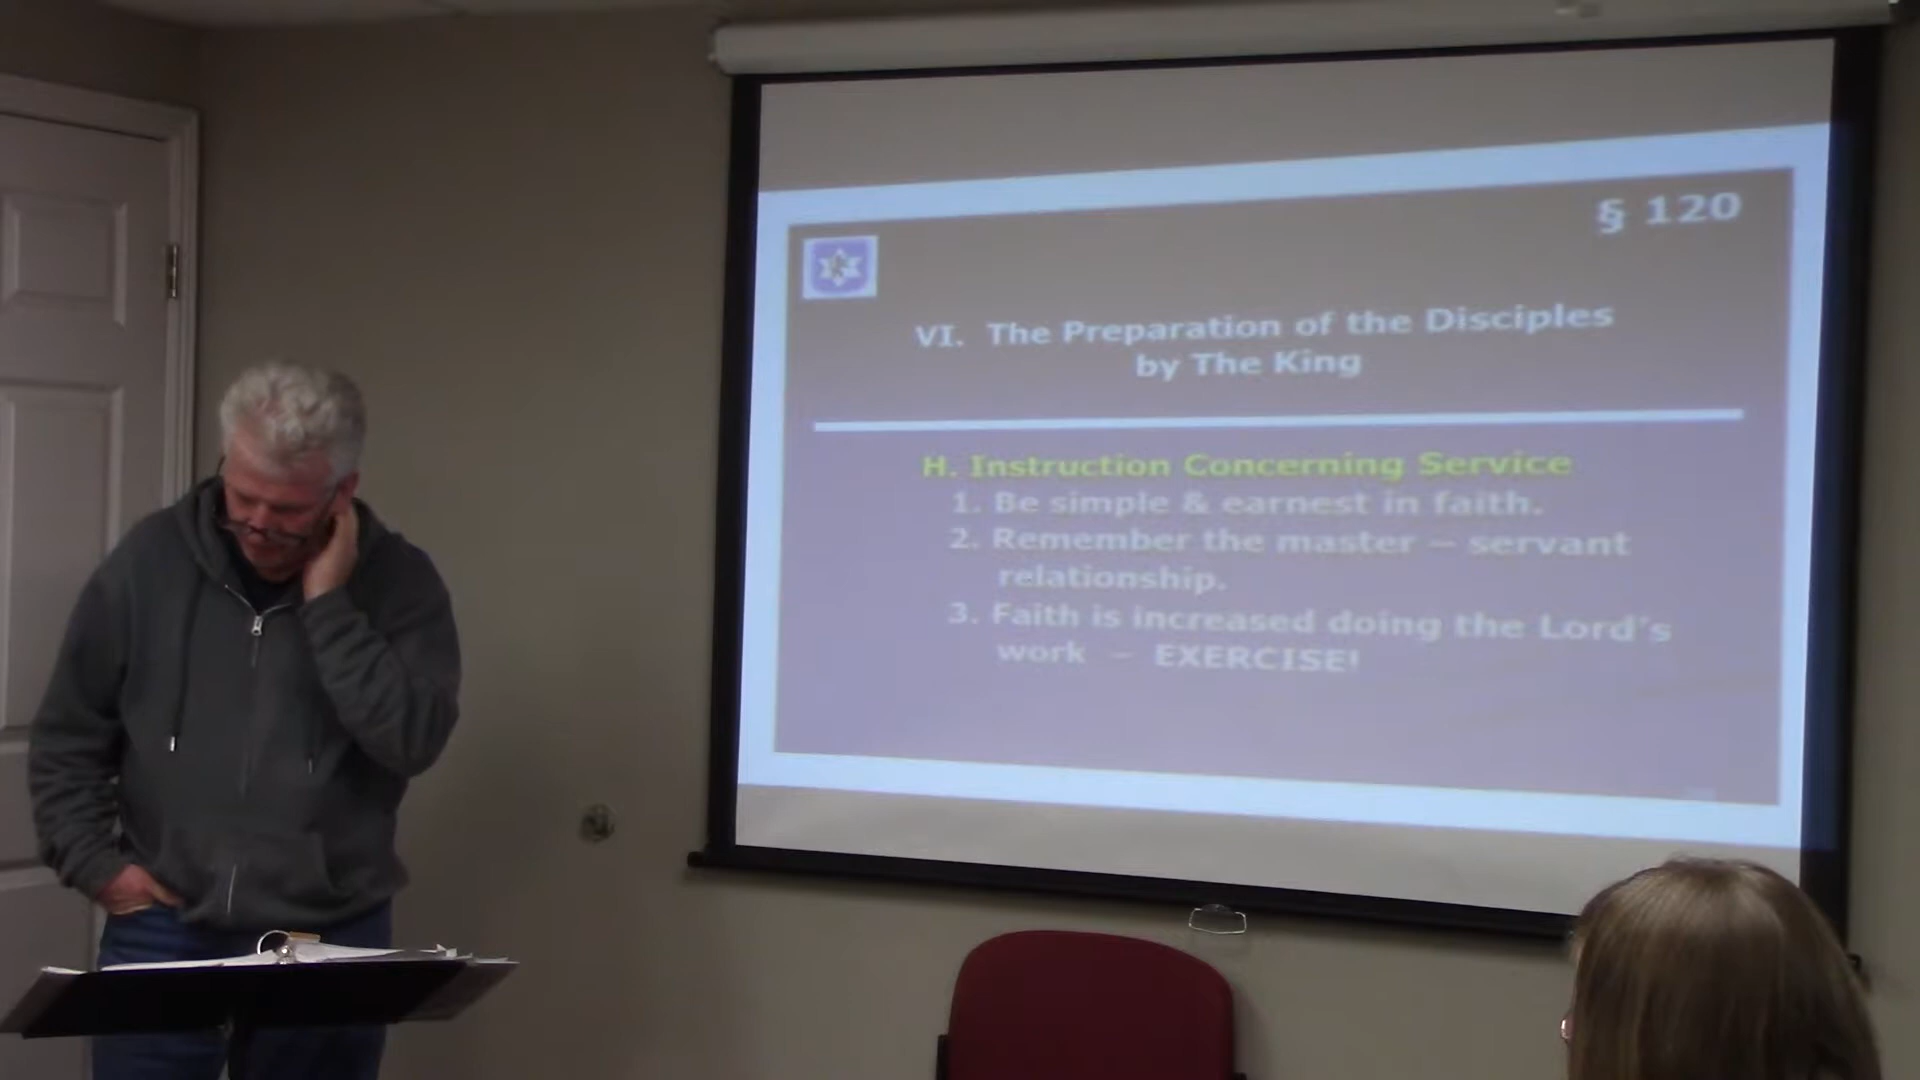 § 120
VI. The Preparation of the Disciples
by The King
H. Instruction Concerning Service
1. Be simple & earnest in faith.
2. Remember the master – servant
relationship.
3. Faith is increased doing the Lord's
work – EXERCISE!